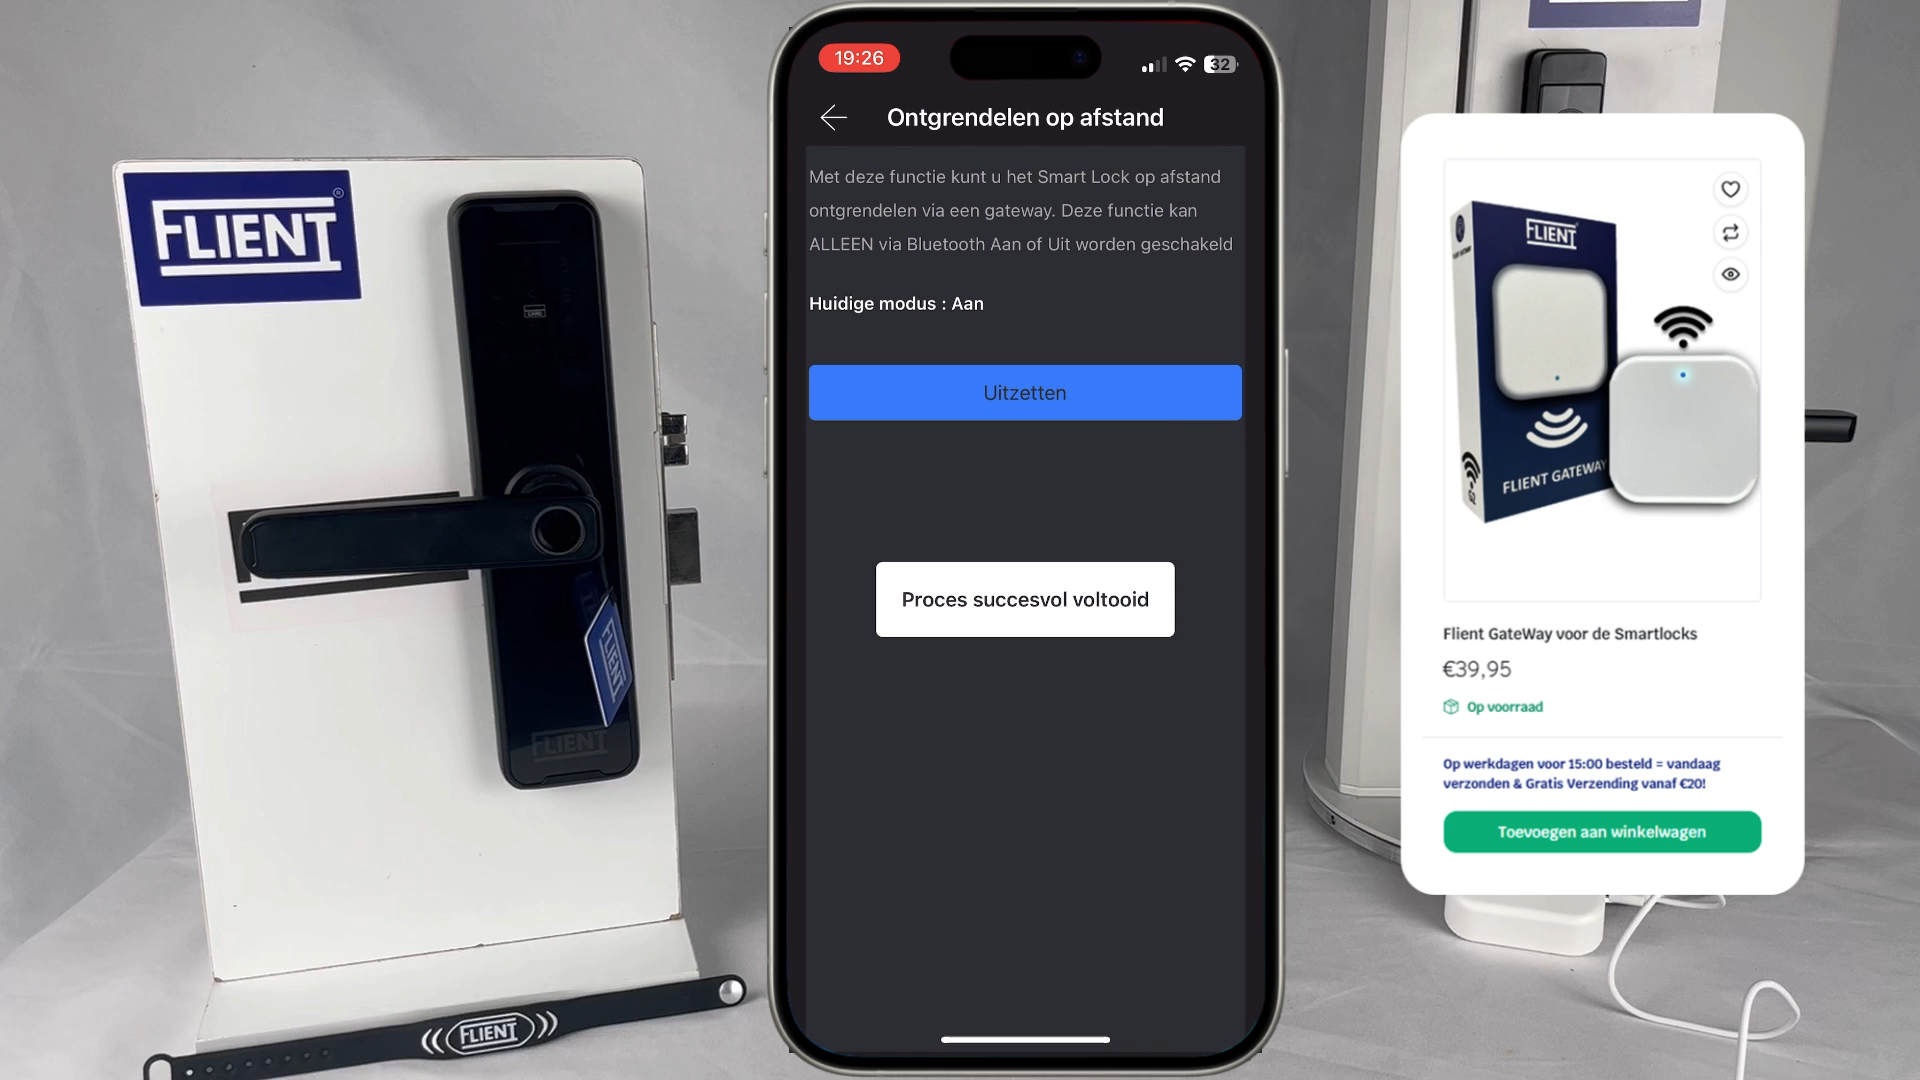 FLIENT®
CARD
FLIENT
FLIENT
FLIENT
19:26
32
Ontgrendelen op afstand
Met deze functie kunt u het Smart Lock op afstand
ontgrendelen via een gateway. Deze functie kan
ALLEEN via Bluetooth Aan of Uit worden geschakeld
Huidige modus : Aan
Uitzetten
Proces succesvol voltooid
FLIENT
FLIENT GATEWAY
Flient GateWay voor de Smartlocks
€39,95
Op voorraad
Op werkdagen voor 15:00 besteld = vandaag
verzonden & Gratis Verzending vanaf €20!
Toevoegen aan winkelwagen